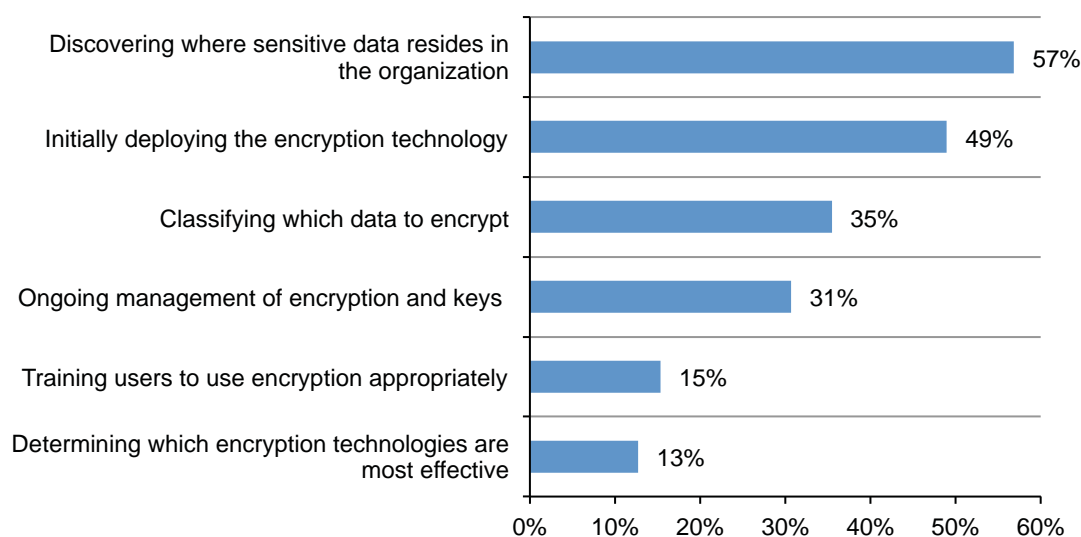 Discovering where sensitive data resides in
the organization
57%
Initially deploying the encryption technology
49%
Classifying which data to encrypt
35%
Ongoing management of encryption and keys
31%
Training users to use encryption appropriately
15%
Determining which encryption technologies are
most effective
13%
0% 10% 20% 30% 40% 50% 60%